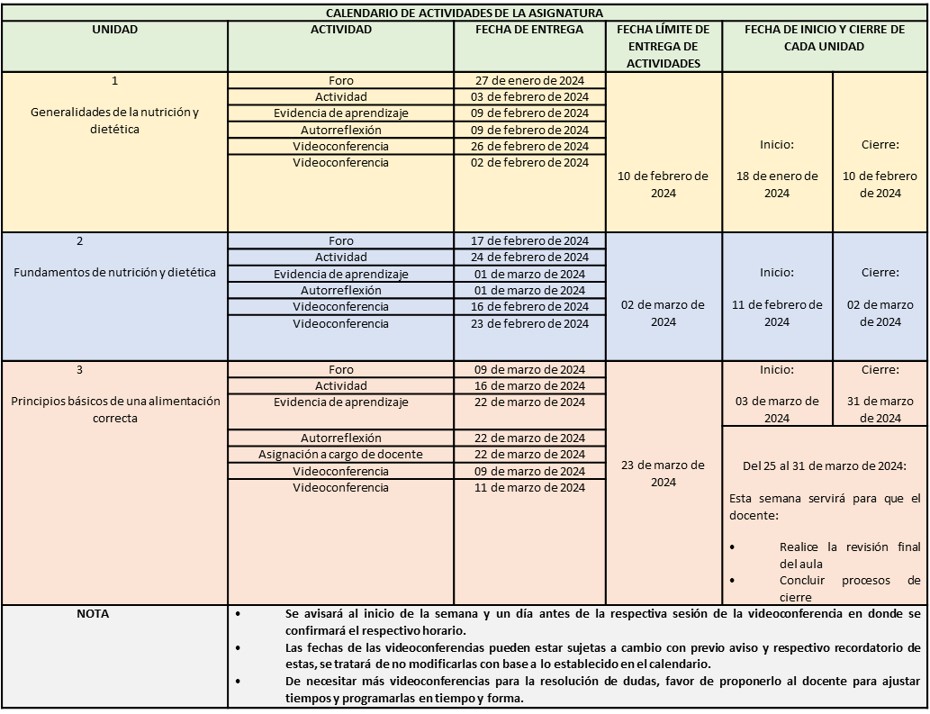 CALENDARIO DE ACTIVIDADES DE LA ASIGNATURA
UNIDAD
ACTIVIDAD
FECHA DE ENTREGA
FECHA LÍMITE DE
ENTREGA DE
ACTIVIDADES
FECHA DE INICIO Y CIERRE DE
CADA UNIDAD
1
Generalidades de la nutrición y
dietética
Foro
27 de enero de 2024
Actividad
03 de febrero de 2024
Evidencia de aprendizaje
09 de febrero de 2024
Autorreflexión
09 de febrero de 2024
Videoconferencia
26 de febrero de 2024
Videoconferencia
02 de febrero de 2024
10 de febrero de
2024
Inicio:
18 de enero de
2024
Cierre:
10 de febrero
de 2024
2
Fundamentos de nutrición y dietética
Foro
17 de febrero de 2024
Actividad
24 de febrero de 2024
Evidencia de aprendizaje
01 de marzo de 2024
Autorreflexión
01 de marzo de 2024
Videoconferencia
16 de febrero de 2024
Videoconferencia
23 de febrero de 2024
02 de marzo de
2024
Inicio:
11 de febrero de
2024
Cierre:
02 de marzo
de 2024
3
Principios básicos de una alimentación
correcta
Foro
09 de marzo de 2024
Actividad
16 de marzo de 2024
Evidencia de aprendizaje
22 de marzo de 2024
Autorreflexión
22 de marzo de 2024
Asignación a cargo de docente
22 de marzo de 2024
Videoconferencia
09 de marzo de 2024
Videoconferencia
11 de marzo de 2024
23 de marzo de
2024
Inicio:
03 de marzo de
2024
Cierre:
31 de marzo
de 2024
Del 25 al 31 de marzo de 2024:
Esta semana servirá para que el
docente:
• Realice la revisión final
del aula
• Concluir procesos de
cierre
NOTA
• Se avisará al inicio de la semana y un día antes de la respectiva sesión de la videoconferencia en donde se
confirmará el respectivo horario.
• Las fechas de las videoconferencias pueden estar sujetas a cambio con previo aviso y respectivo recordatorio de
estas, se tratará de no modificarlas con base a lo establecido en el calendario.
• De necesitar más videoconferencias para la resolución de dudas, favor de proponerlo al docente para ajustar
tiempos y programarlas en tiempo y forma.